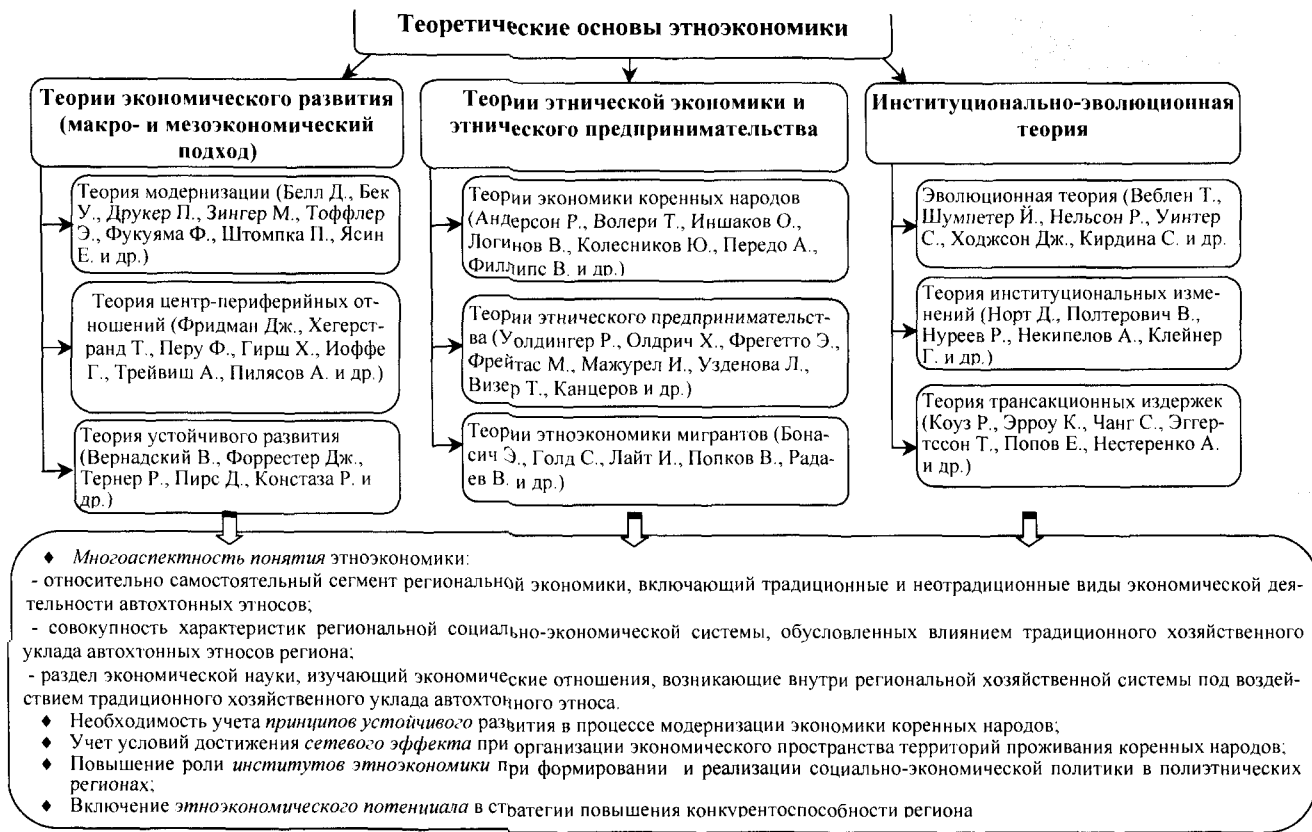 Теоретические основы этноэкономики
Теории экономического развития
(макро- и мезоэкономический
подход)
Теория модернизации (Белл Д., Бек
У., Друкер П., Зингер М., Тоффлер
Э., Фукуяма Ф., Штомпка П., Ясин
Е. и др.)
Теория центр-периферийных от-
ношений (Фридман Дж., Хегерст-
ранд Т., Перу Ф., Гирш Х., Иоффе
Г., Трейвиш А., Пилясов А. и др.)
Теория устойчивого развития
(Вернадский В., Форрестер Дж.,
Тернер Р., Пирс Д., Констаза Р. и
др.)
Теории этнической экономики и
этнического предпринимательства
Теории экономики коренных народов
(Андерсон Р., Волери Т., Иншаков О.,
Логинов В., Колесников Ю., Передо А.,
Филлипс В. и др.)
Теории этнического предпринимательст-
ва (Уолдингер Р., Олдрич Х., Фрегетто Э.,
Фрейтас М., Мажурел И., Узденова Л.,
Визер Т., Канцеров и др.)
Теории этноэкономики мигрантов (Бона-
сич Э., Голд С., Лайт И., Попков В., Рада-
ев В. и др.)
Институционально-эволюционная
теория
Эволюционная теория (Веблен Т.,
Шумпетер Й., Нельсон Р., Уинтер
С., Ходжсон Дж., Кирдина С. и др.
Теория институциональных изме-
нений (Норт Д., Полтерович В.,
Нуреев Р., Некипелов А., Клейнер
Г. и др.)
Теория трансакционных издержек
(Коуз Р., Эрроу К., Чанг С., Эггер-
тссон Т., Попов Е., Нестеренко А.
и др.)
♦ Многоаспектность понятия этноэкономики:
- относительно самостоятельный сегмент региональной экономики, включающий традиционные и неотрадиционные виды экономической дея-
тельности автохтонных этносов;
- совокупность характеристик региональной социально-экономической системы, обусловленных влиянием традиционного хозяйственного
уклада автохтонных этносов региона;
- раздел экономической науки, изучающий экономические отношения, возникающие внутри региональной хозяйственной системы под воздей-
ствием традиционного хозяйственного уклада автохтонного этноса.
♦ Необходимость учета принципов устойчивого развития в процессе модернизации экономики коренных народов;
♦ Учет условий достижения сетевого эффекта при организации экономического пространства территорий проживания коренных народов;
♦ Повышение роли институтов этноэкономики при формировании и реализации социально-экономической политики в полиэтнических
регионах;
♦ Включение этноэкономического потенциала в стратегии повышения конкурентоспособности региона